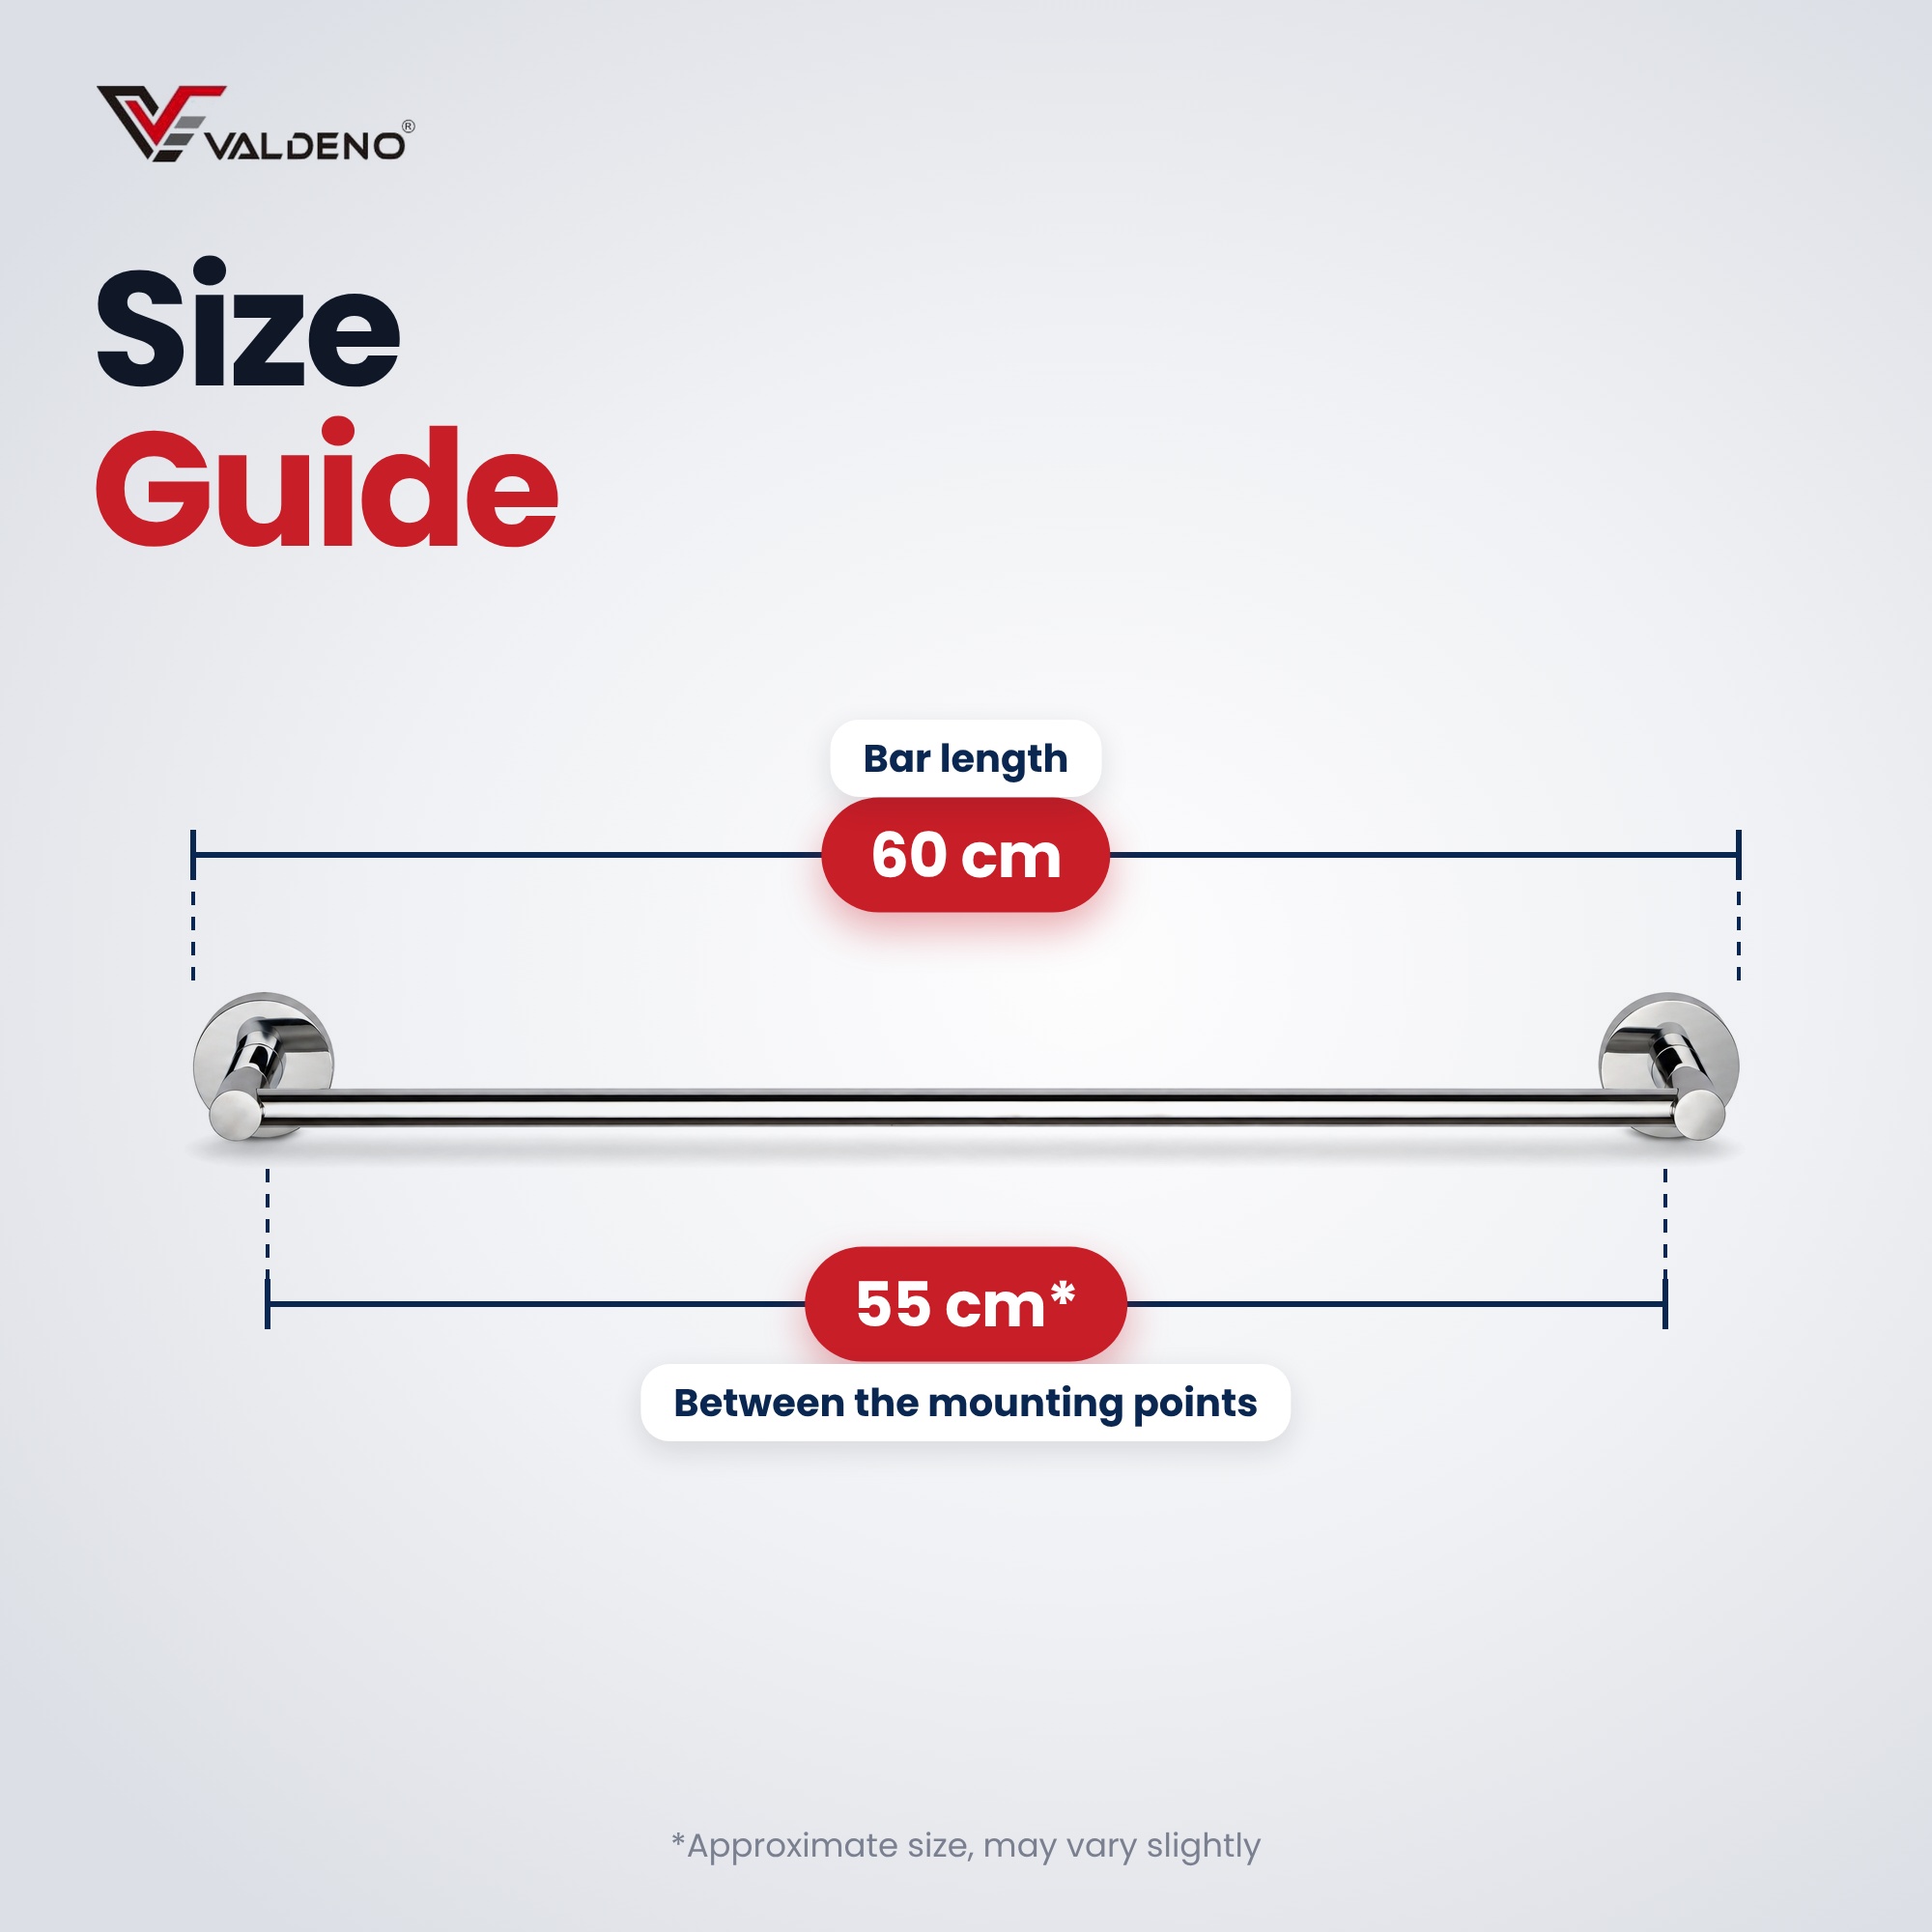 VALDENO®
Size
Guide
Bar length
60 cm
55 cm*
Between the mounting points
*Approximate size, may vary slightly